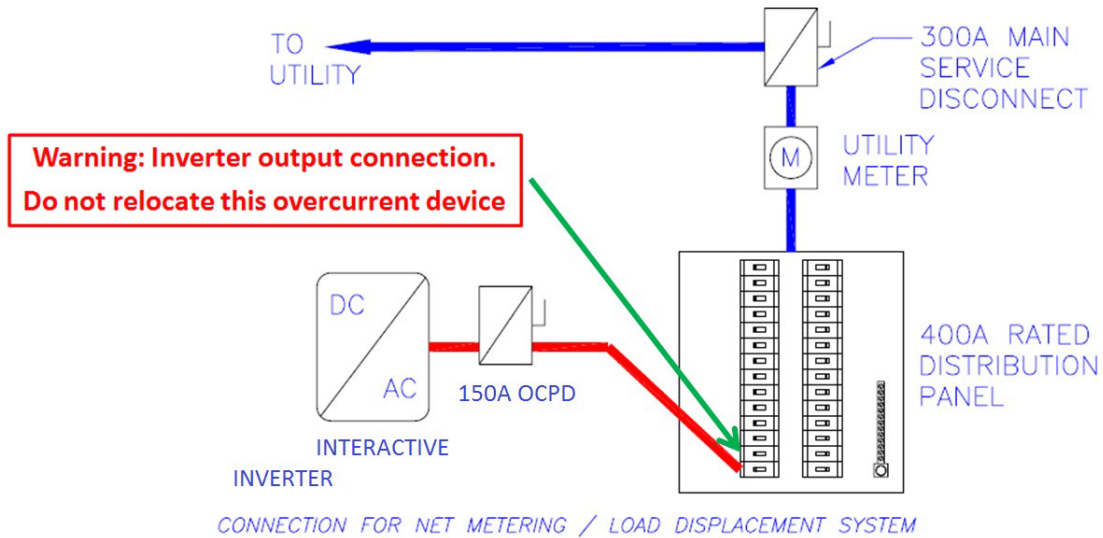 TO
UTILITY
300A MAIN
SERVICE
DISCONNECT
Warning: Inverter output connection.
Do not relocate this overcurrent device
M
UTILITY
METER
DC
AC
150A OCPD
400A RATED
DISTRIBUTION
PANEL
INTERACTIVE
INVERTER
CONNECTION FOR NET METERING / LOAD DISPLACEMENT SYSTEM